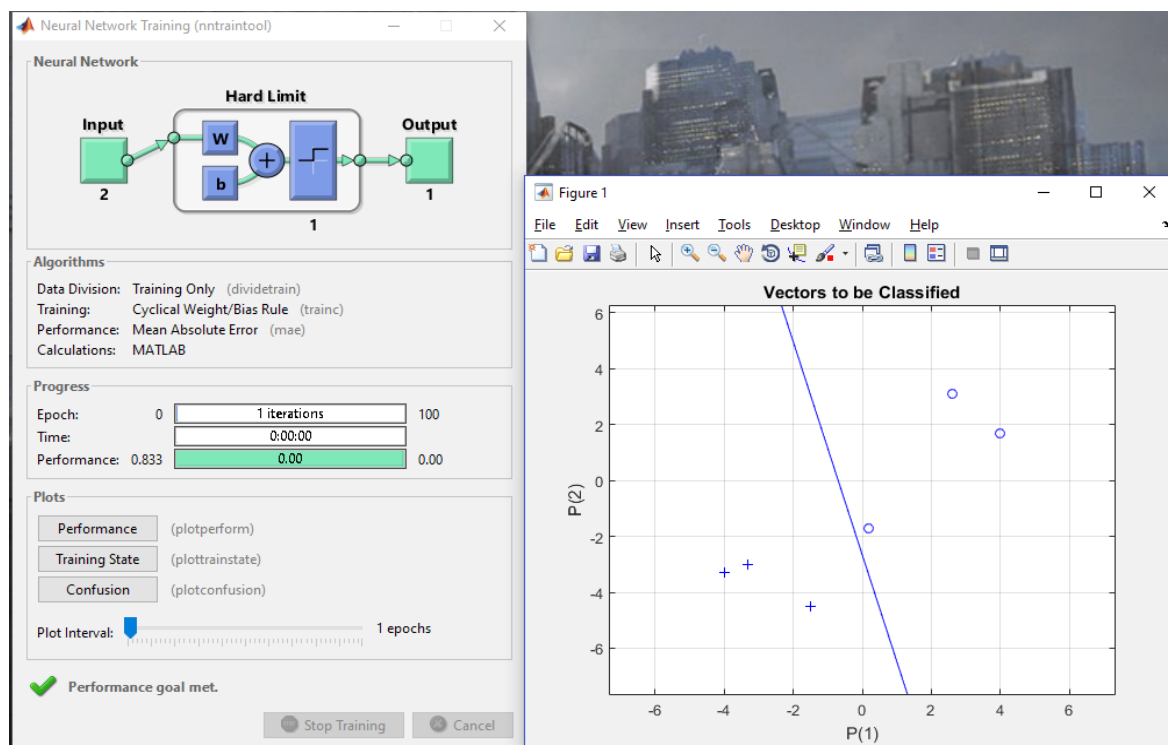 Neural Network Training (nntraintool)
Neural Network
Hard Limit
Input
Output
W
b
+
2
1
1
Algorithms
Data Division: Training Only (dividetrain)
Training: Cyclical Weight/Bias Rule (trainc)
Performance: Mean Absolute Error (mae)
Calculations: MATLAB
Progress
Epoch: 0 1 iterations 100
Time: 0:00:00
Performance: 0.833 0.00 0.00
Plots
Performance (plotperform)
Training State (plottrainstate)
Confusion (plotconfusion)
Plot Interval: 1 epochs
Performance goal met.
Stop Training Cancel
Figure 1
File Edit View Insert Tools Desktop Window Help
Vectors to be Classified
6
4
2
0
-2
-4
-6
P(2)
-6 -4 -2 0 2 4 6
P(1)